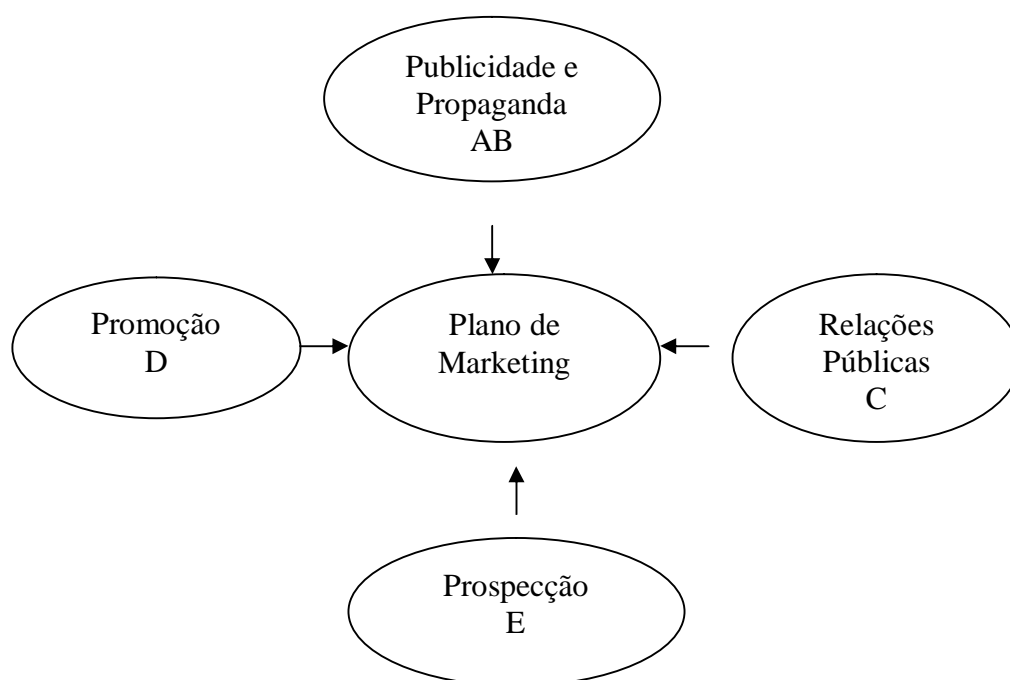 Publicidade e
Propaganda
AB
Promoção
D
Plano de
Marketing
Relações
Públicas
C
Prospecção
E